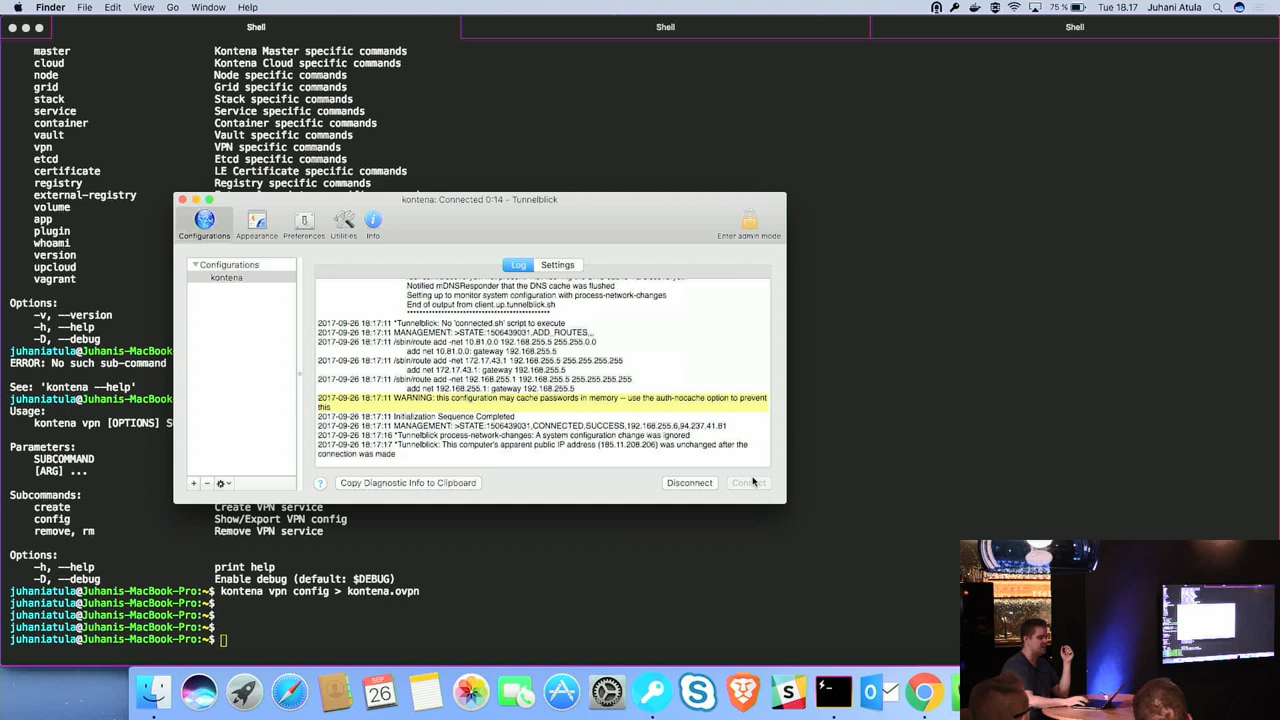 Finder File Edit View Go Window Help 75 % Tue 18.17 Juhani Atula
Shell Shell Shell
master Kontena Master specific commands
cloud Kontena Cloud specific commands
node Node specific commands
grid Grid specific commands
stack Stack specific commands
service Service specific commands
container Container specific commands
vault Vault specific commands
vpn VPN specific commands
etcd Etcd specific commands
certificate LE Certificate specific commands
registry Registry specific commands
external-registry
volume
app
plugin
whoami
version
upcloud
vagrant
Options:
-v, --version
-h, --help
-D, --debug
juhaniatula@Juhanis-MacBook
ERROR: No such sub-command
See: 'kontena --help'
juhaniatula@Juhanis-MacBook
Usage:
kontena vpn [OPTIONS] S
Parameters:
SUBCOMMAND
[ARG] ...
Subcommands:
create Create VPN service
config Show/Export VPN config
remove, rm Remove VPN service
Options:
-h, --help print help
-D, --debug Enable debug (default: $DEBUG)
juhaniatula@Juhanis-MacBook-Pro:~$ kontena vpn config > kontena.ovpn
juhaniatula@Juhanis-MacBook-Pro:~$
juhaniatula@Juhanis-MacBook-Pro:~$
juhaniatula@Juhanis-MacBook-Pro:~$
juhaniatula@Juhanis-MacBook-Pro:~$
kontena: Connected 0:14 - Tunnelblick
Configurations Appearance Preferences Utilities Info Enter admin mode
Configurations
kontena
Log Settings
Notified mDNSResponder that the DNS cache was flushed
Setting up to monitor system configuration with process-network-changes
End of output from client.up.tunnelblick.sh
**********************************************
2017-09-26 18:17:11 *Tunnelblick: No 'connected.sh' script to execute
2017-09-26 18:17:11 MANAGEMENT: >STATE:1506439031,ADD_ROUTES,,,
2017-09-26 18:17:11 /sbin/route add -net 10.81.0.0 192.168.255.5 255.255.0.0
add net 10.81.0.0: gateway 192.168.255.5
2017-09-26 18:17:11 /sbin/route add -net 172.17.43.1 192.168.255.5 255.255.255.255
add net 172.17.43.1: gateway 192.168.255.5
2017-09-26 18:17:11 /sbin/route add -net 192.168.255.1 192.168.255.5 255.255.255.255
add net 192.168.255.1: gateway 192.168.255.5
2017-09-26 18:17:11 WARNING: this configuration may cache passwords in memory -- use the auth-nocache option to prevent
this
2017-09-26 18:17:11 Initialization Sequence Completed
2017-09-26 18:17:11 MANAGEMENT: >STATE:1506439031,CONNECTED,SUCCESS,192.168.255.6,94.237.41.81
2017-09-26 18:17:16 *Tunnelblick process-network-changes: A system configuration change was ignored
2017-09-26 18:17:17 *Tunnelblick: This computer's apparent public IP address (185.11.208.206) was unchanged after the
connection was made
+ − ? Copy Diagnostic Info to Clipboard Disconnect Connect
SEP
26